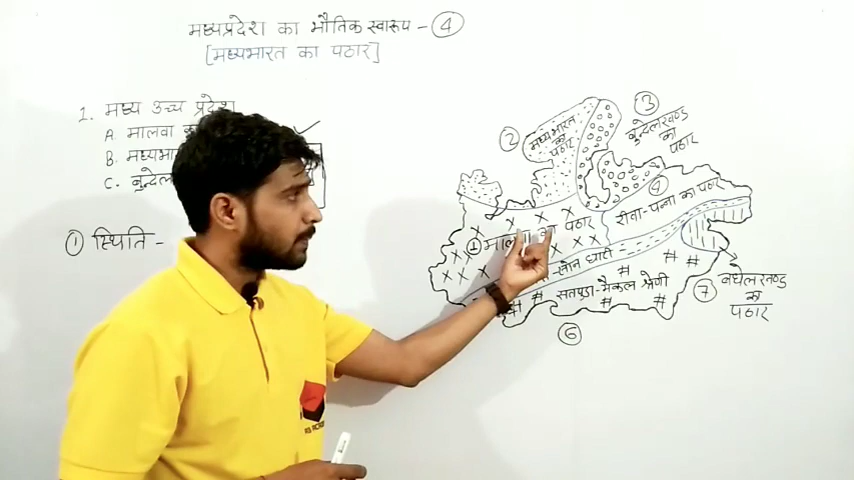 मध्यप्रदेश का भौतिक स्वारूप - ④
[मध्यभारत का पठार]
1. मध्य उच्च प्रदेश
A. मालवा
B. मध्यभा
C. बुन्देल
① स्थिति -
② मध्यभारत का पठार
③ बुन्देलखण्ड का पठार
④ रीवा-पन्ना का पठार
① मालवा का पठार
-सोन घाटी
सतपुड़ा-मैकल श्रेणी
⑥
⑦ बघेलखण्ड का पठार